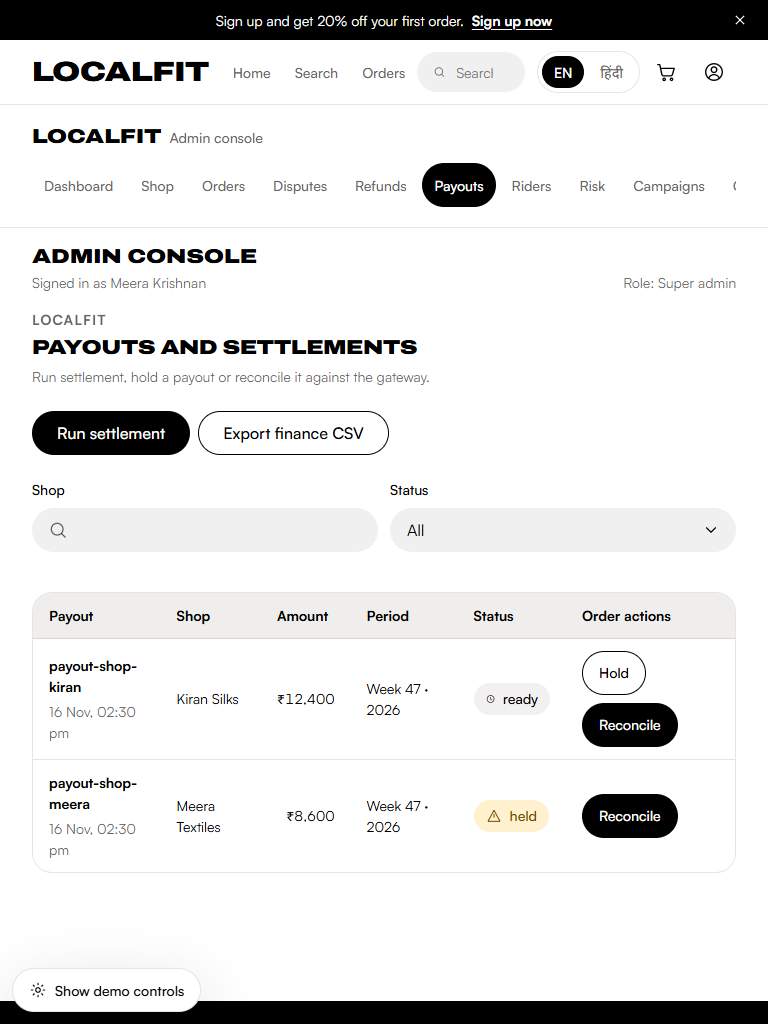 Sign up and get 20% off your first order. Sign up now
LOCALFIT Home Search Orders Searcl EN हिंदी
LOCALFIT Admin console
Dashboard Shop Orders Disputes Refunds Payouts Riders Risk Campaigns
ADMIN CONSOLE
Signed in as Meera Krishnan Role: Super admin
LOCALFIT
PAYOUTS AND SETTLEMENTS
Run settlement, hold a payout or reconcile it against the gateway.
Run settlement Export finance CSV
Shop Status
All
Payout Shop Amount Period Status Order actions
payout-shop-
kiran
16 Nov, 02:30
pm
Kiran Silks
₹12,400
Week 47 ·
2026
ready
Hold
Reconcile
payout-shop-
meera
16 Nov, 02:30
pm
Meera
Textiles
₹8,600
Week 47 ·
2026
held
Reconcile
Show demo controls